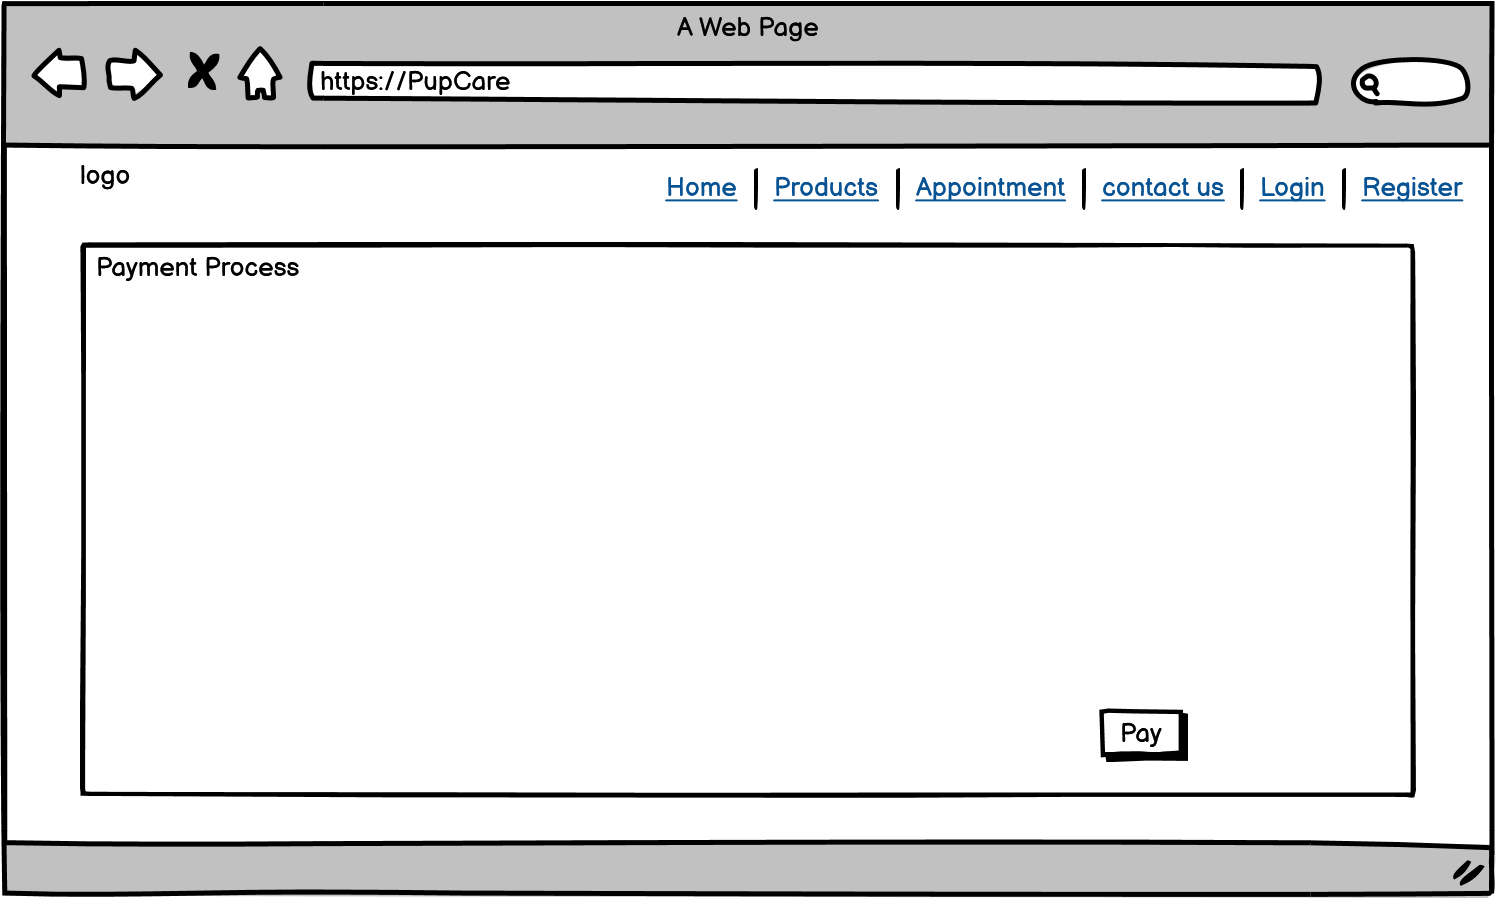 A Web Page
https://PupCare
logo
Home Products Appointment contact us Login Register
Payment Process
Pay